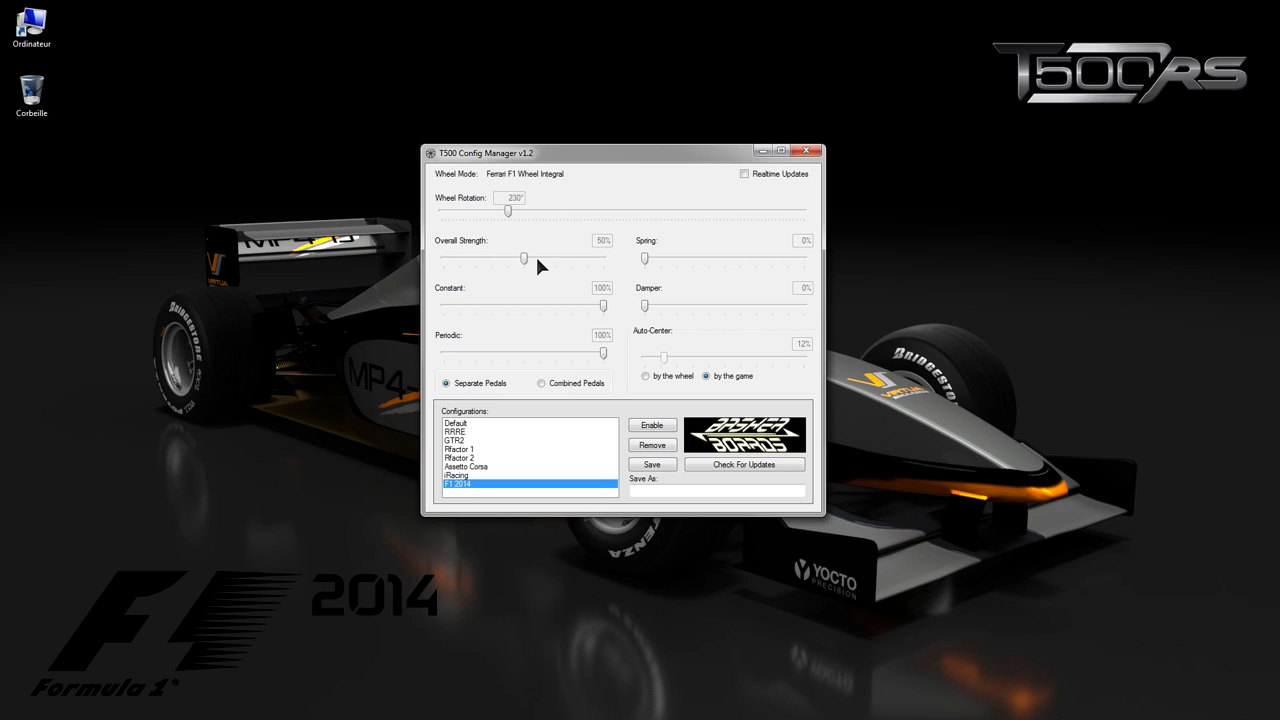 Ordinateur
Corbeille
T500RS
T500 Config Manager v1.2
Wheel Mode: Ferrari F1 Wheel Integral
Realtime Updates
Wheel Rotation: 230°
Overall Strength: 50%
Spring: 0%
Constant: 100%
Damper: 0%
Periodic: 100%
Auto-Center:
12%
by the wheel by the game
Separate Pedals Combined Pedals
Configurations:
Default
RRRE
GTR2
Rfactor 1
Rfactor 2
Assetto Corsa
iRacing
F1 2014
Enable
Remove
Save
BASHER
BOARDS
Check For Updates
Save As:
BRIDGESTONE
MP4-
BRIDGESTONE
YOCTO
PRECISION
F1 2014
Formula 1